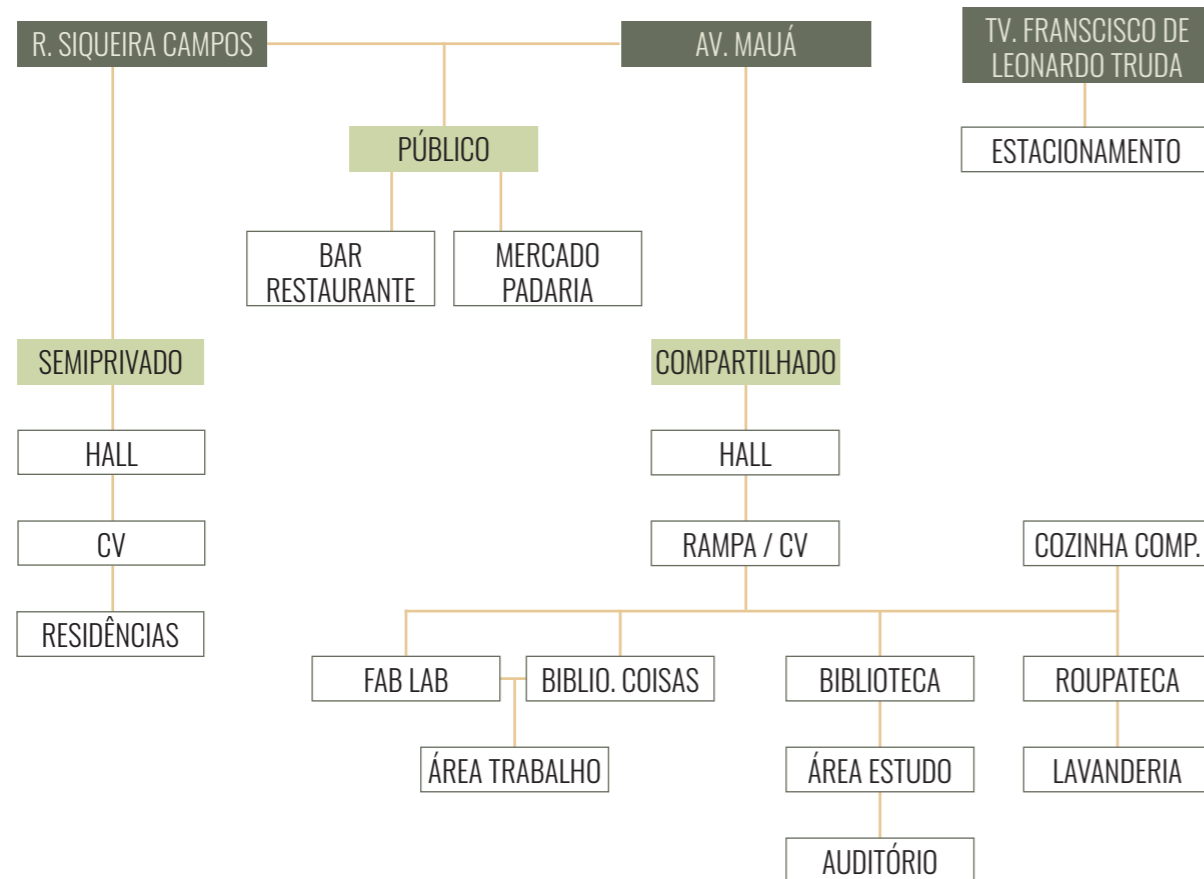 R. SIQUEIRA CAMPOS
AV. MAUÁ
TV. FRANSCISCO DE
LEONARDO TRUDA
PÚBLICO
ESTACIONAMENTO
BAR
RESTAURANTE
MERCADO
PADARIA
SEMIPRIVADO
COMPARTILHADO
HALL
HALL
CV
RAMPA / CV
COZINHA COMP.
RESIDÊNCIAS
FAB LAB
BIBLIO. COISAS
BIBLIOTECA
ROUPATECA
ÁREA TRABALHO
ÁREA ESTUDO
LAVANDERIA
AUDITÓRIO